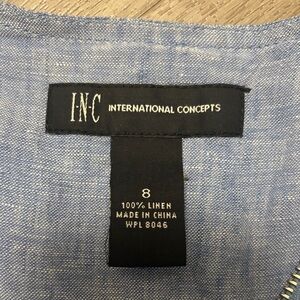 I·N·C INTERNATIONAL CONCEPTS
8
100% LINEN
MADE IN CHINA
WPL 8046